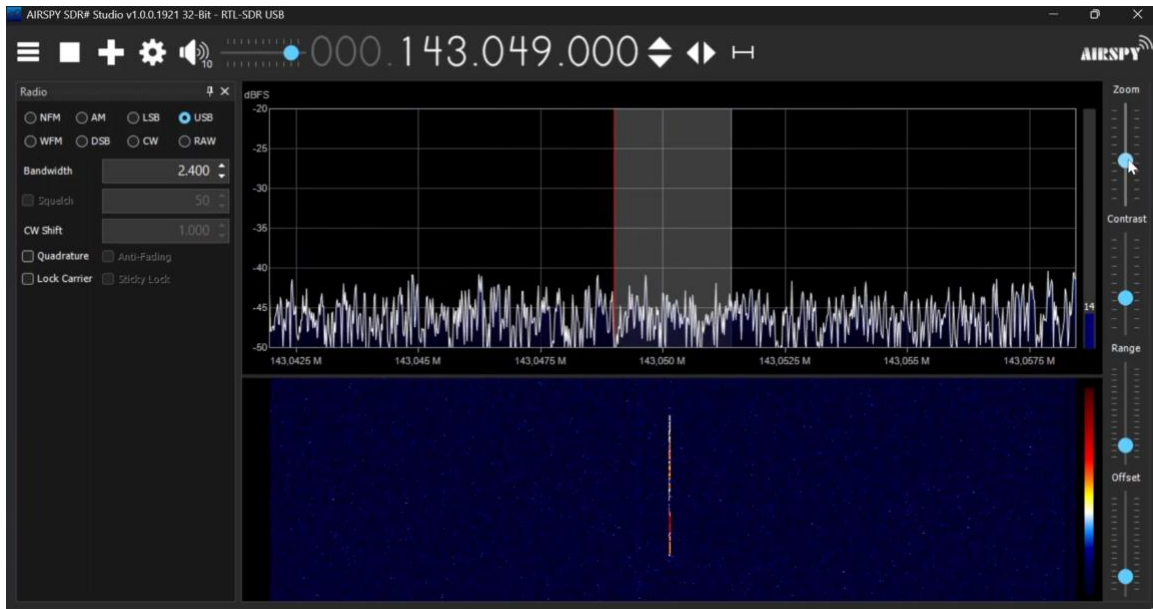 AIRSPY SDR# Studio v1.0.0.1921 32-Bit - RTL-SDR USB
10
000.143.049.000
AIRSPY
Radio
NFM AM LSB USB
WFM DSB CW RAW
Bandwidth 2.400
Squelch 50
CW Shift 1.000
Quadrature Anti-Fading
Lock Carrier Sticky Lock
dBFS
-20
-25
-30
-35
-40
-45
-50
143,0425 M 143,045 M 143,0475 M 143,050 M 143,0525 M 143,055 M 143,0575 M
14
Zoom
Contrast
Range
Offset